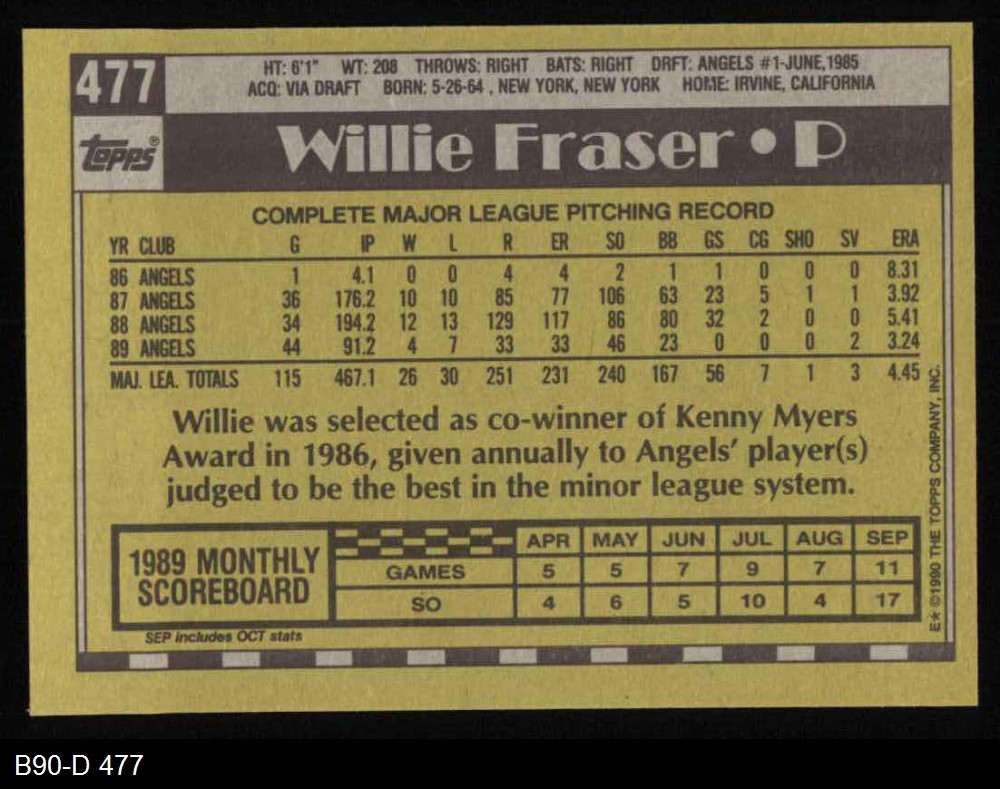 477
HT: 6'1" WT: 208 THROWS: RIGHT BATS: RIGHT DRFT: ANGELS #1-JUNE,1985
ACQ: VIA DRAFT BORN: 5-26-64 , NEW YORK, NEW YORK HOME: IRVINE, CALIFORNIA
Topps®
Willie Fraser • P
COMPLETE MAJOR LEAGUE PITCHING RECORD
YR CLUB G IP W L R ER SO BB GS CG SHO SV ERA
86 ANGELS 1 4.1 0 0 4 4 2 1 1 0 0 0 8.31
87 ANGELS 36 176.2 10 10 85 77 106 63 23 5 1 1 3.92
88 ANGELS 34 194.2 12 13 129 117 86 80 32 2 0 0 5.41
89 ANGELS 44 91.2 4 7 33 33 46 23 0 0 0 2 3.24
MAJ. LEA. TOTALS 115 467.1 26 30 251 231 240 167 56 7 1 3 4.45
Willie was selected as co-winner of Kenny Myers
Award in 1986, given annually to Angels' player(s)
judged to be the best in the minor league system.
1989 MONTHLY
SCOREBOARD
APR MAY JUN JUL AUG SEP
GAMES 5 5 7 9 7 11
SO 4 6 5 10 4 17
SEP includes OCT stats
E* ©1990 THE TOPPS COMPANY, INC.
B90-D 477